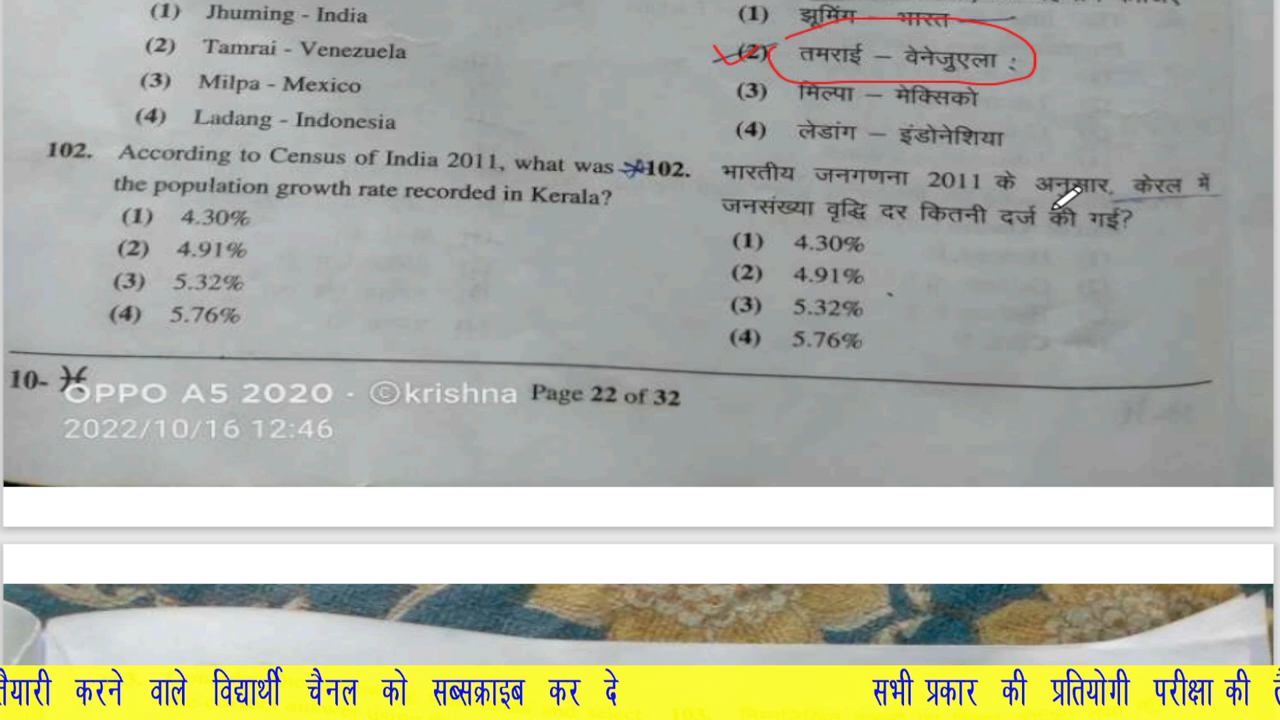 (1) Jhuming - India
(2) Tamrai - Venezuela
(3) Milpa - Mexico
(4) Ladang - Indonesia
102. According to Census of India 2011, what was
the population growth rate recorded in Kerala?
(1) 4.30%
(2) 4.91%
(3) 5.32%
(4) 5.76%
(1) झूमिंग – भारत
(2) तमराई – वेनेजुएला :
(3) मिल्पा – मेक्सिको
(4) लेडांग – इंडोनेशिया
102. भारतीय जनगणना 2011 के अनुसार, केरल में
जनसंख्या वृद्धि दर कितनी दर्ज की गई?
(1) 4.30%
(2) 4.91%
(3) 5.32%
(4) 5.76%
10-
OPPO A5 2020 · ©krishna Page 22 of 32
2022/10/16 12:46
तैयारी करने वाले विद्यार्थी चैनल को सब्सक्राइब कर दे सभी प्रकार की प्रतियोगी परीक्षा की